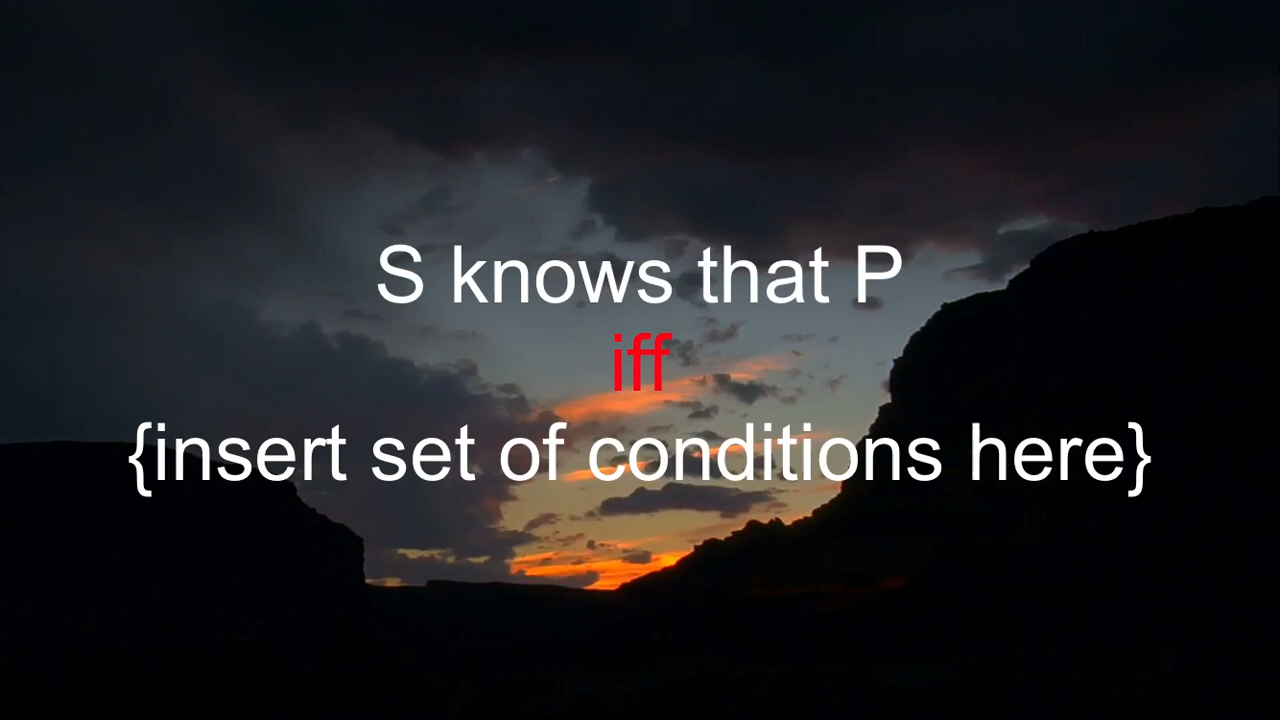 S knows that P
iff
{insert set of conditions here}